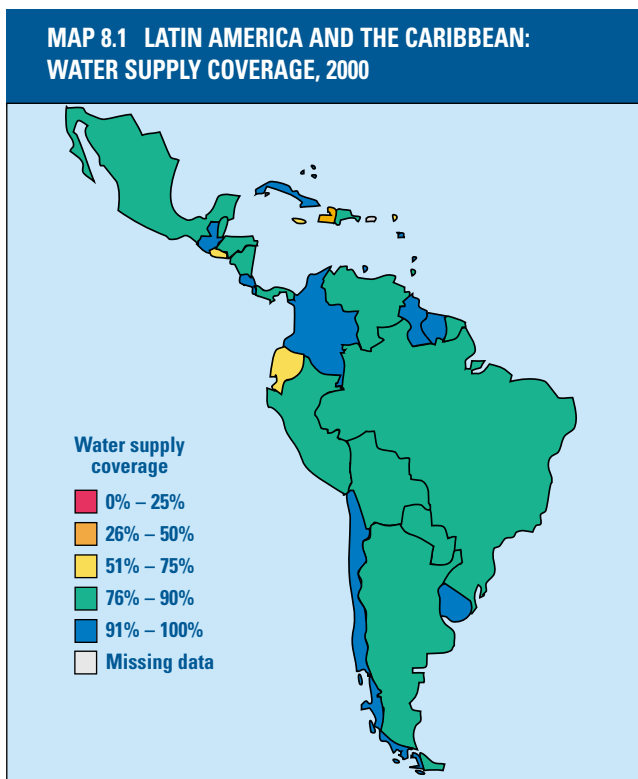 MAP 8.1 LATIN AMERICA AND THE CARIBBEAN:
WATER SUPPLY COVERAGE, 2000
Water supply
coverage
0% – 25%
26% – 50%
51% – 75%
76% – 90%
91% – 100%
Missing data